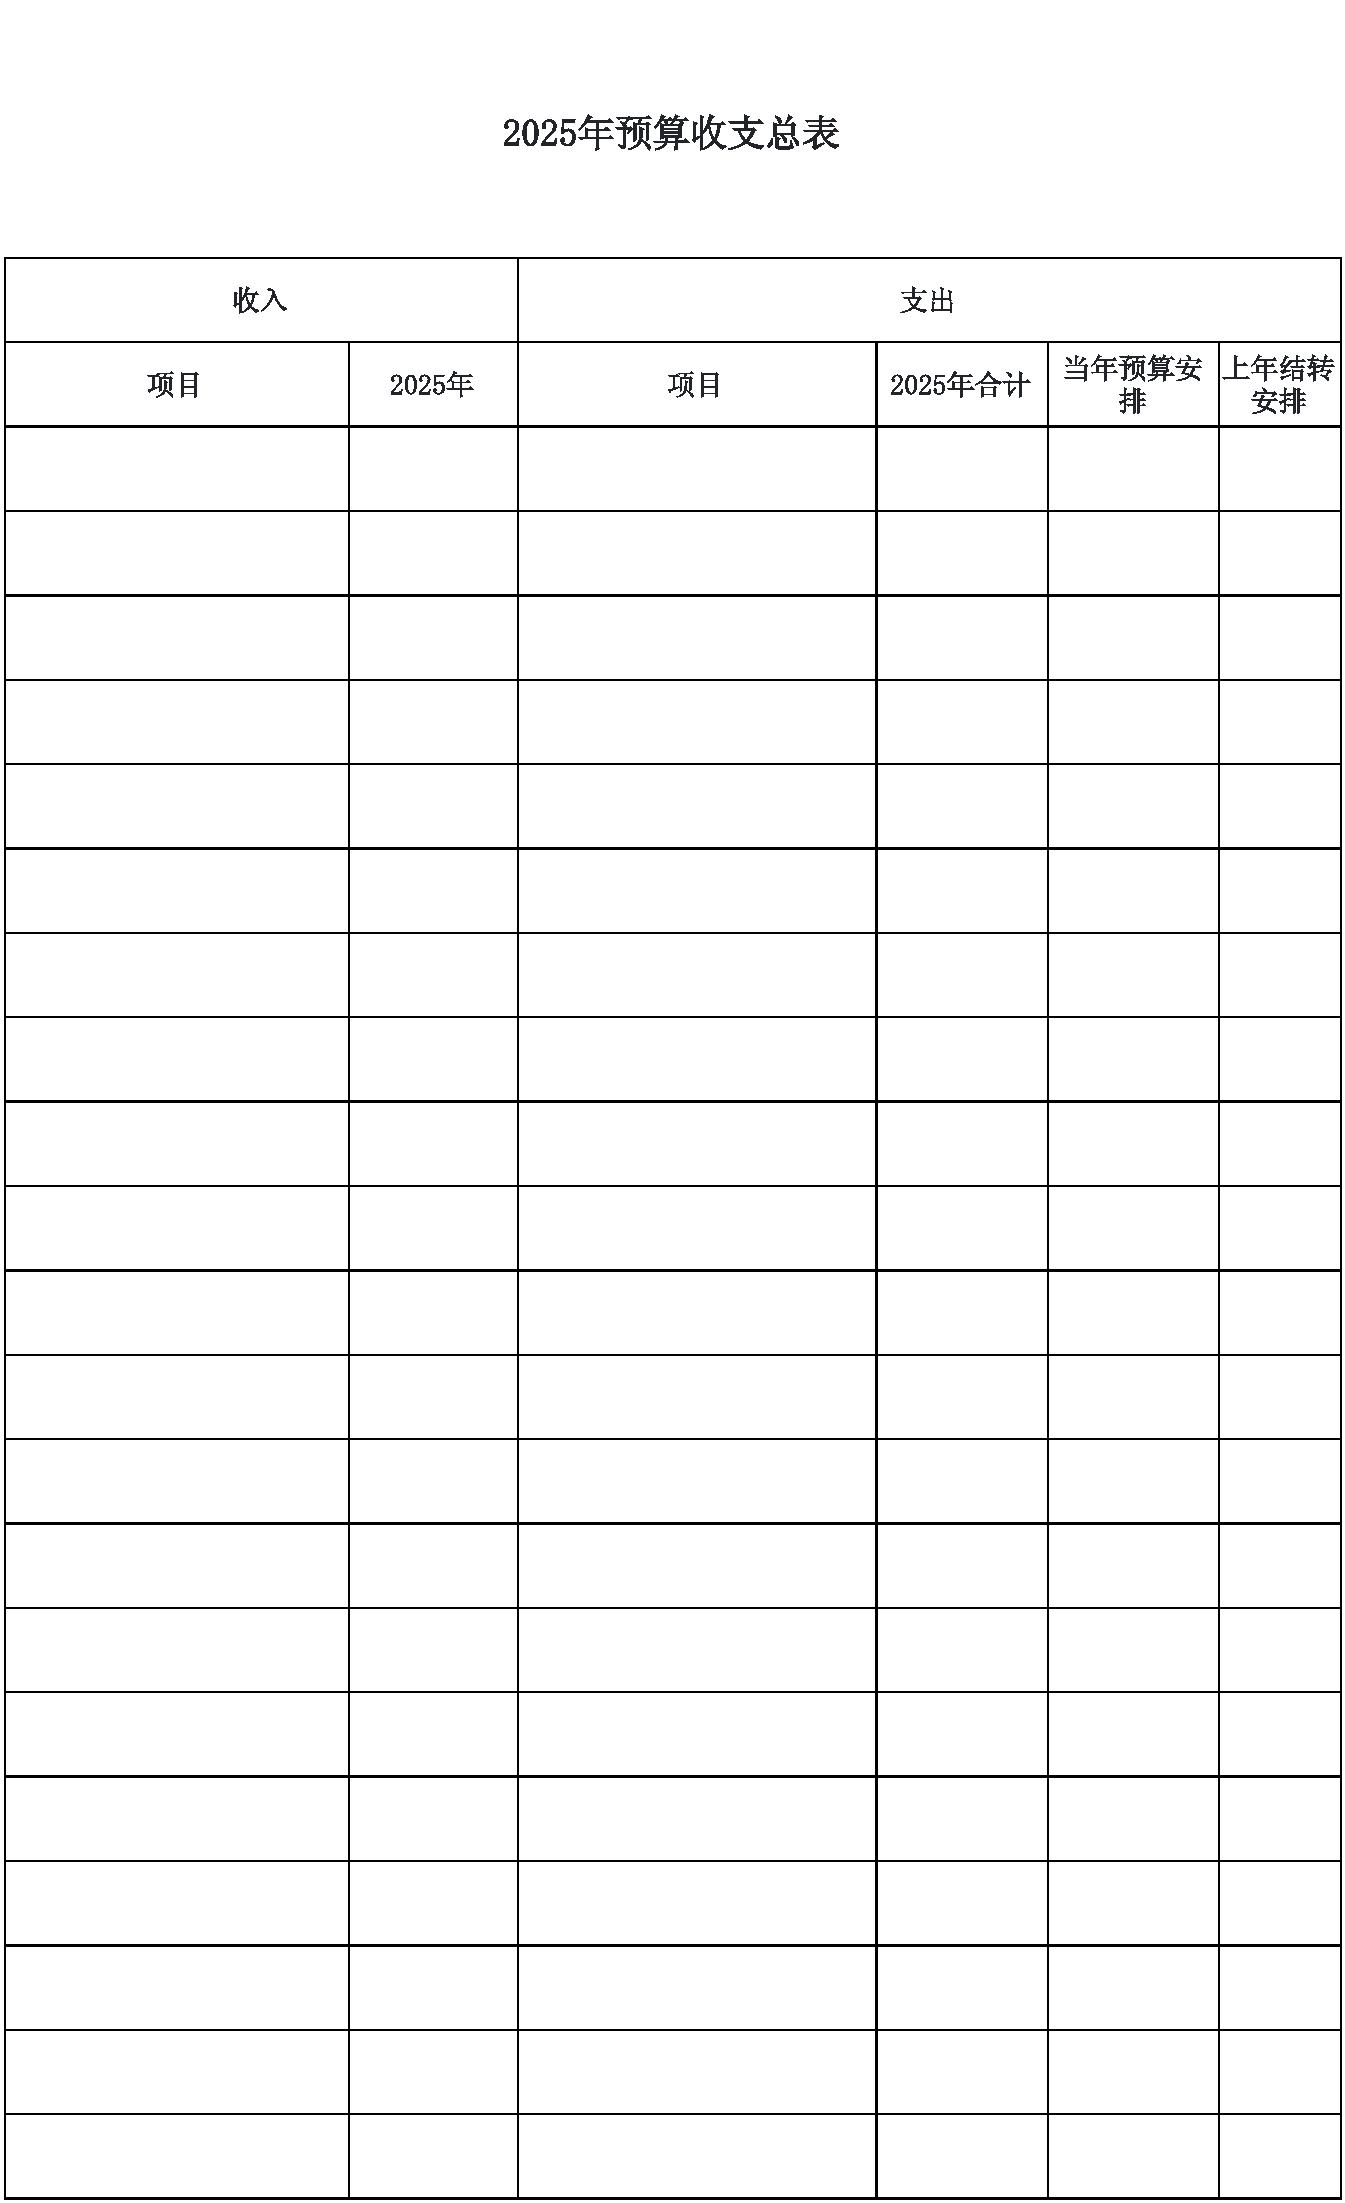 2025年预算收支总表
收入
支出
项目
2025年
项目
2025年合计
当年预算安
排
上年结转
安排